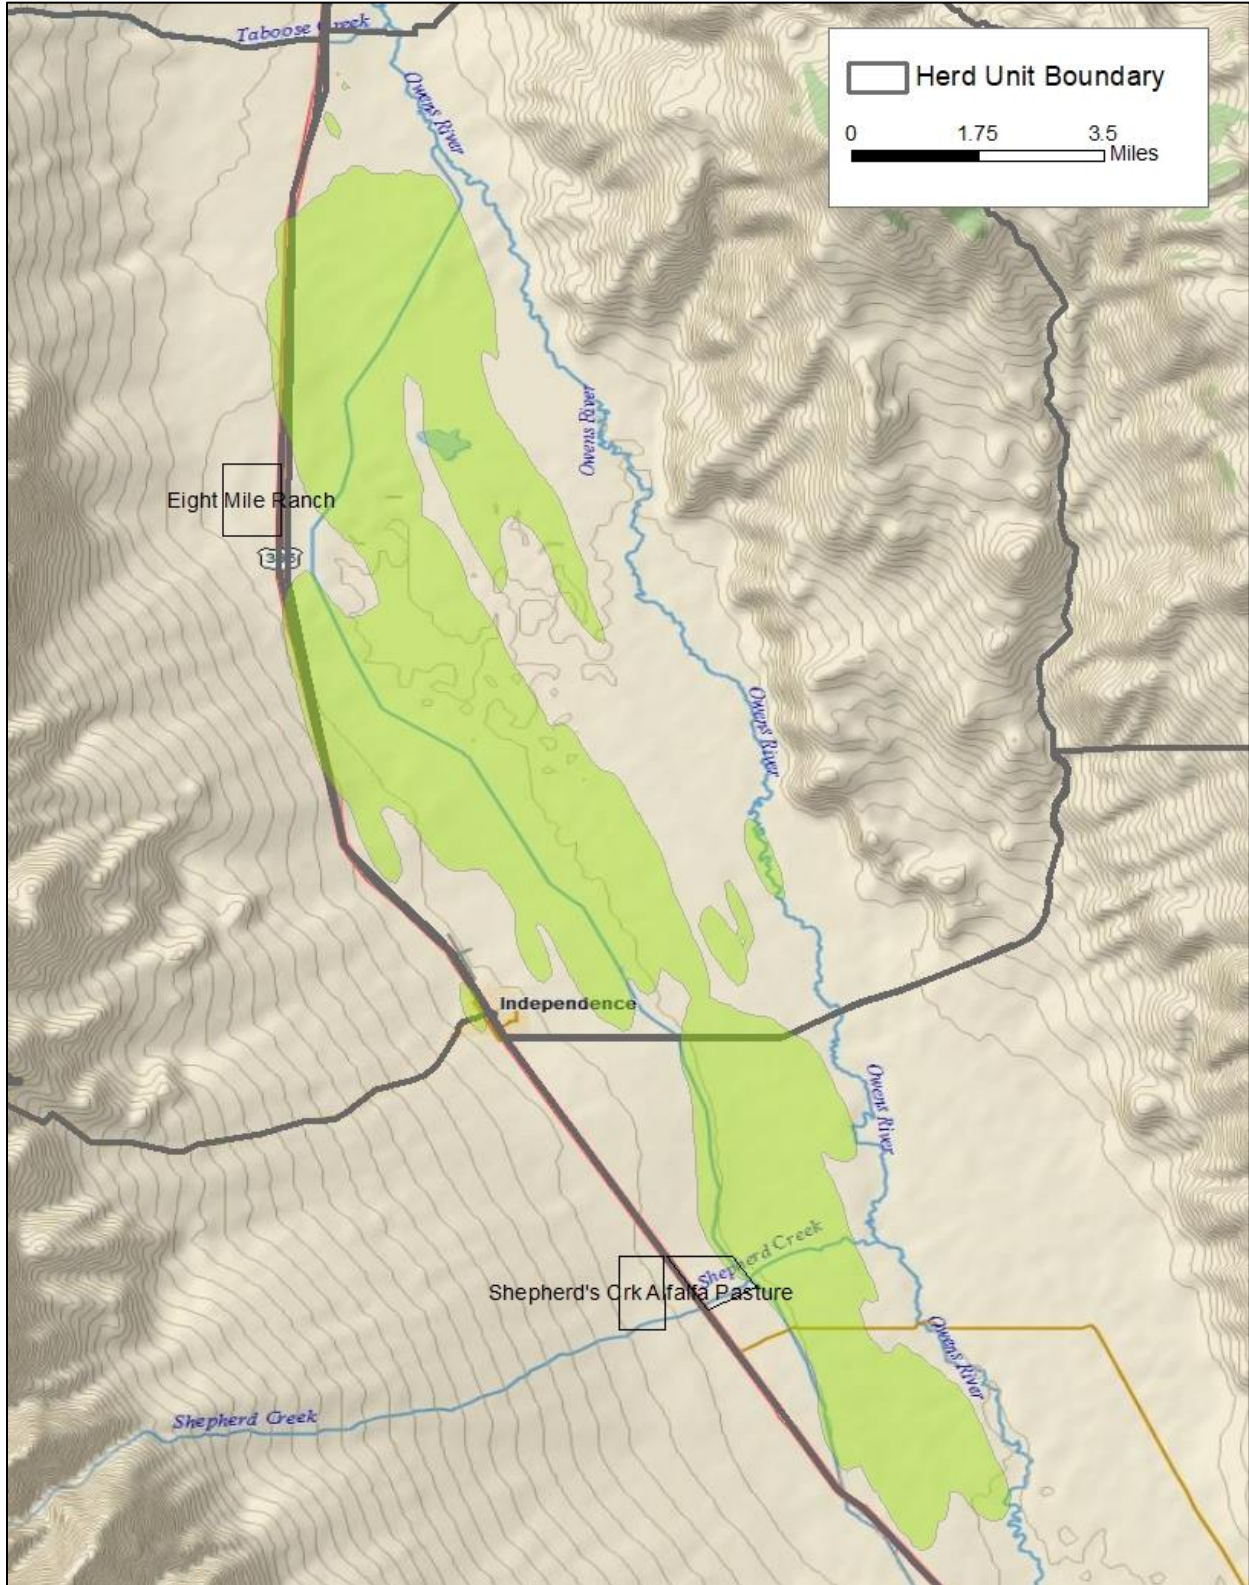 Taboose Creek
Owens River
Herd Unit Boundary
0 1.75 3.5
Miles
Owens River
Eight Mile Ranch
395
Owens River
Independence
Owens River
Shepherd Creek
Shepherd's Crk Alfalfa Pasture
Owens River
Shepherd Creek